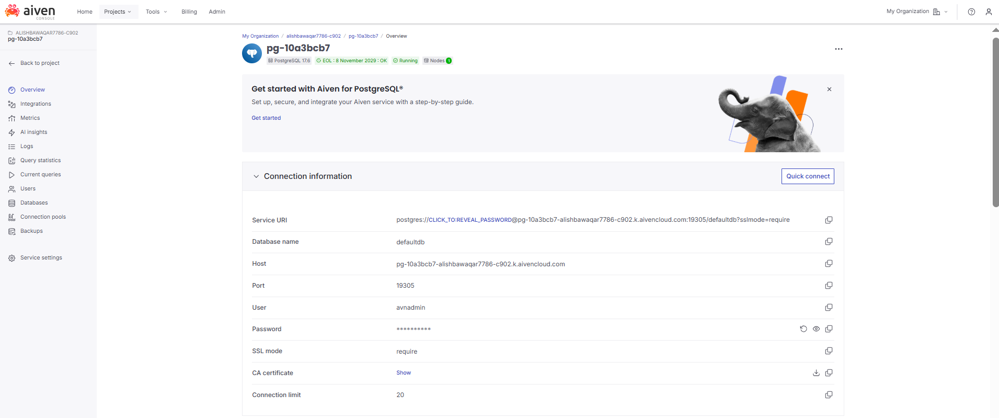 aiven
CONSOLE
Home
Projects
Tools
Billing
Admin
My Organization
ALISHBAWAQAR7786-C902
pg-10a3bcb7
Back to project
Overview
Integrations
Metrics
AI insights
Logs
Query statistics
Current queries
Users
Databases
Connection pools
Backups
Service settings
My Organization / alishbawaqar7786-c902 / pg-10a3bcb7 / Overview
pg-10a3bcb7
PostgreSQL 17.6
EOL : 8 November 2029 : OK
Running
Nodes 1
Get started with Aiven for PostgreSQL®
Set up, secure, and integrate your Aiven service with a step-by-step guide.
Get started
Connection information
Quick connect
Service URI
postgres://CLICK_TO:REVEAL_PASSWORD@pg-10a3bcb7-alishbawaqar7786-c902.k.aivencloud.com:19305/defaultdb?sslmode=require
Database name
defaultdb
Host
pg-10a3bcb7-alishbawaqar7786-c902.k.aivencloud.com
Port
19305
User
avnadmin
Password
**********
SSL mode
require
CA certificate
Show
Connection limit
20